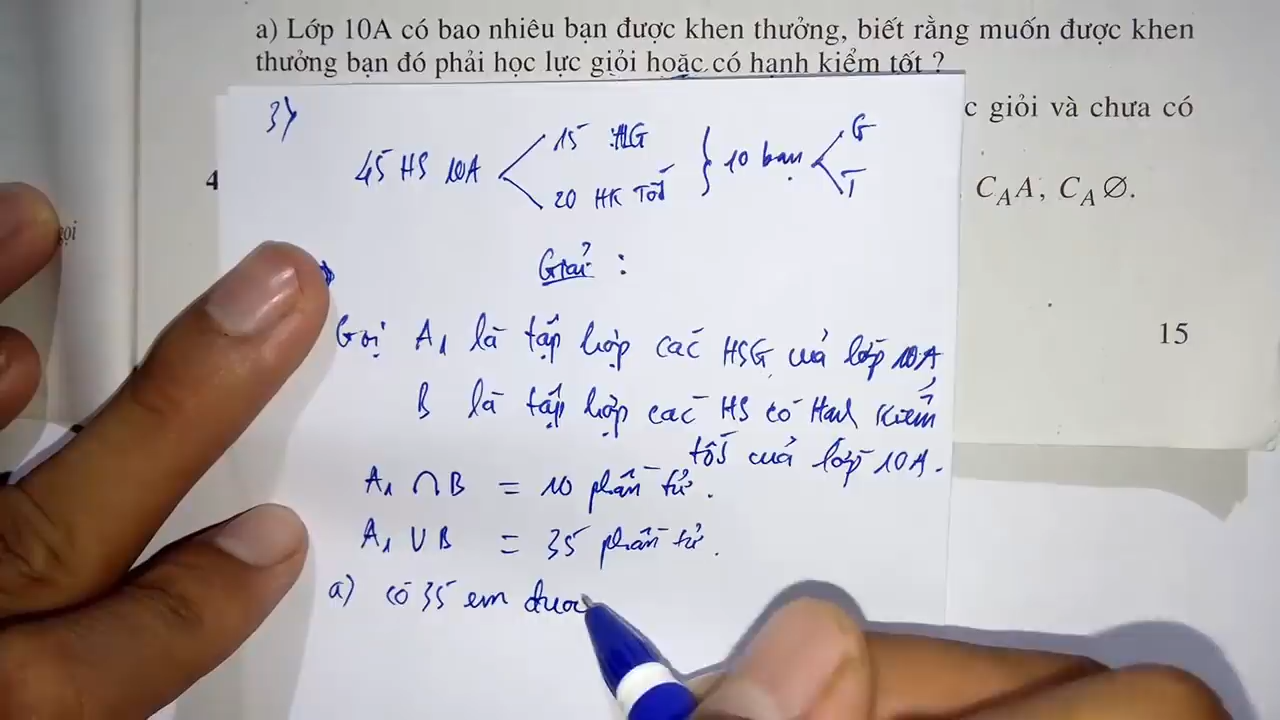 a) Lớp 10A có bao nhiêu bạn được khen thưởng, biết rằng muốn được khen
thưởng bạn đó phải học lực giỏi hoặc có hạnh kiểm tốt ?
c giỏi và chưa có
4
C_A A, C_A ∅.
15
3)
45 HS 10A
15 HLG
20 HK Tốt
10 bạn
G
T
Giải :
Gọi A₁ là tập hợp các HSG của lớp 10A
B là tập hợp các HS có Hạnh kiểm
tốt của lớp 10A.
A₁ ∩ B = 10 phần tử.
A₁ ∪ B = 35 phần tử.
a) có 35 em đươc